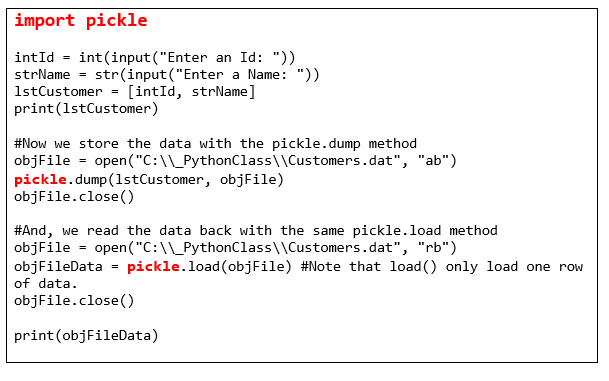 import pickle
intId = int(input("Enter an Id: "))
strName = str(input("Enter a Name: "))
lstCustomer = [intId, strName]
print(lstCustomer)
#Now we store the data with the pickle.dump method
objFile = open("C:\\_PythonClass\\Customers.dat", "ab")
pickle.dump(lstCustomer, objFile)
objFile.close()
#And, we read the data back with the same pickle.load method
objFile = open("C:\\_PythonClass\\Customers.dat", "rb")
objFileData = pickle.load(objFile) #Note that load() only load one row
of data.
objFile.close()
print(objFileData)